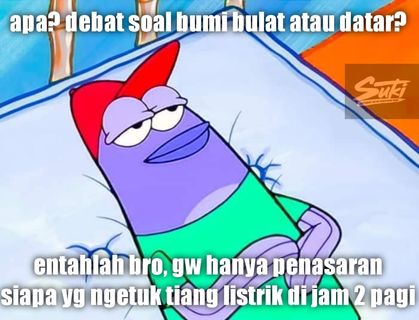 apa? debat soal bumi bulat atau datar?
Suki
entahlah bro, gw hanya penasaran
siapa yg ngetuk tiang listrik di jam 2 pagi